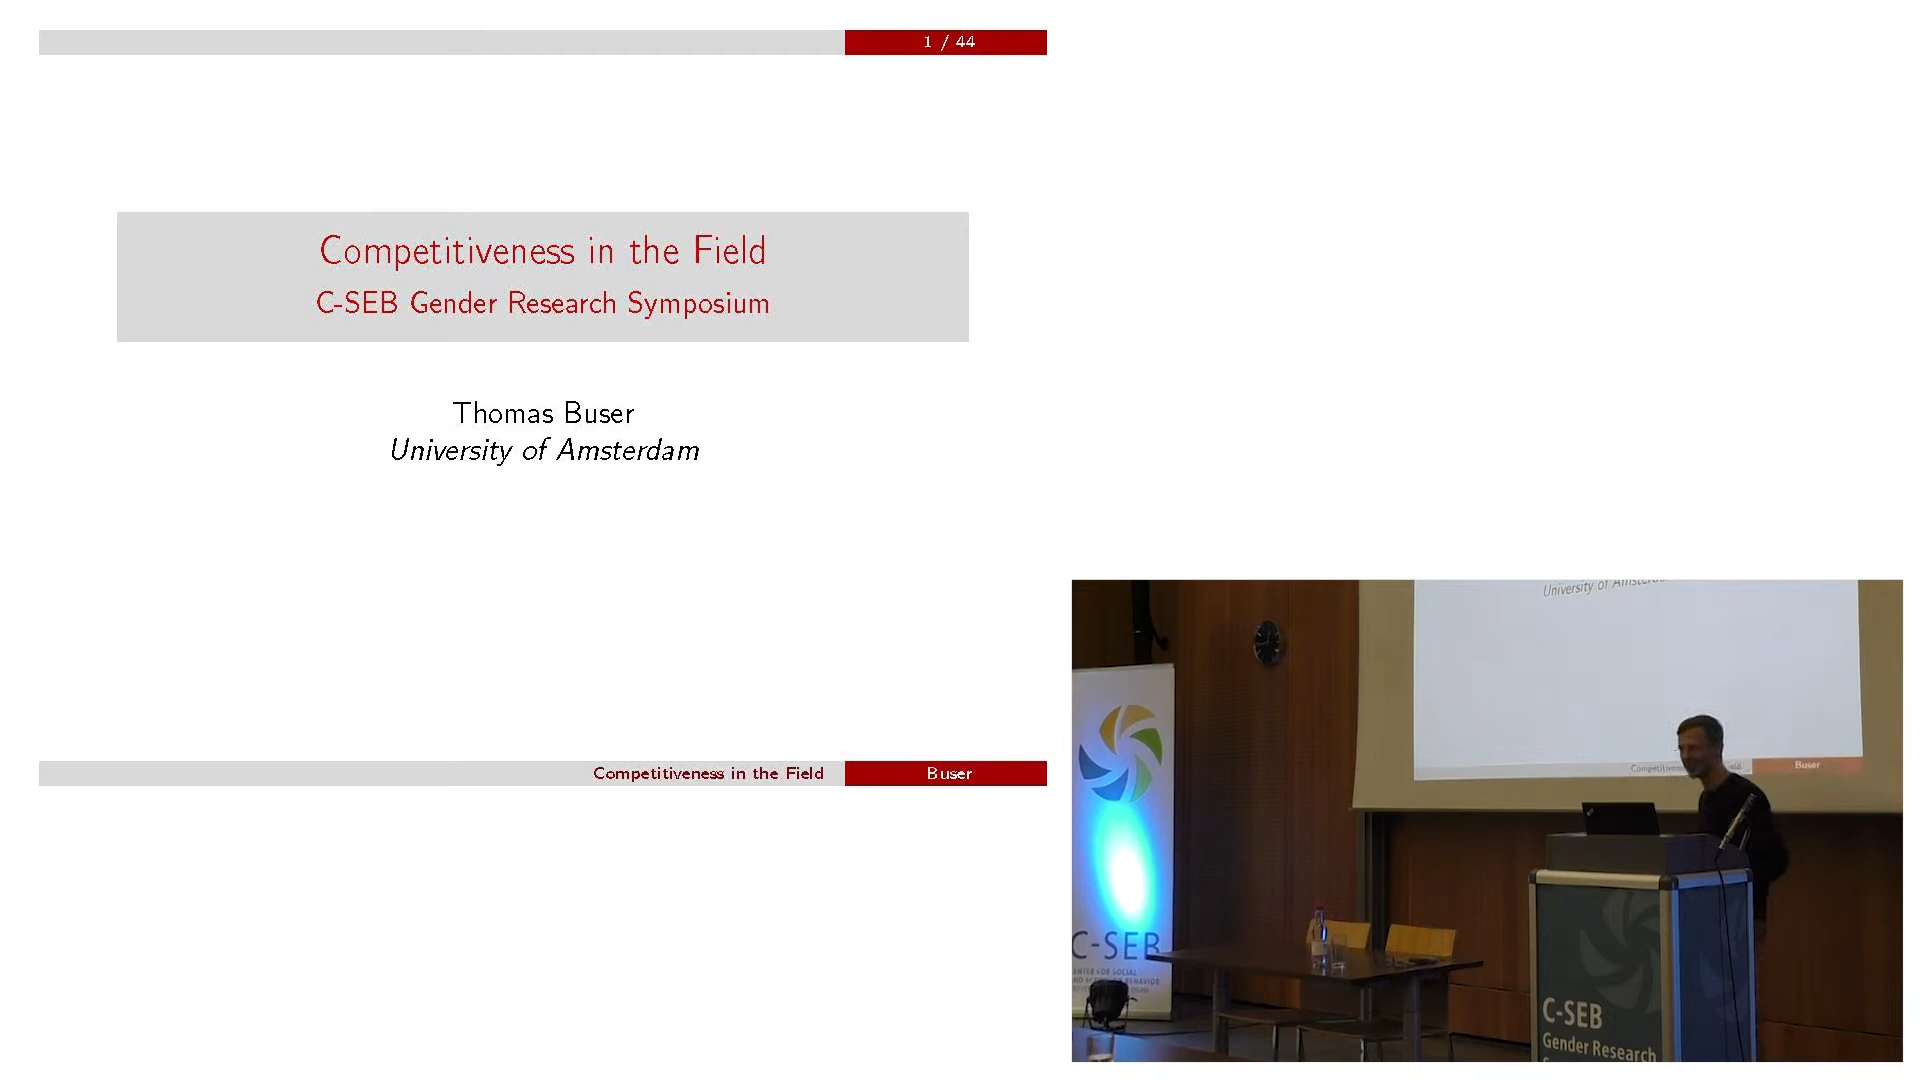 1 / 44
Competitiveness in the Field
C-SEB Gender Research Symposium
Thomas Buser
University of Amsterdam
Competitiveness in the Field
Buser
University of
Buser
C-SEB
C-SEB
Gender Research